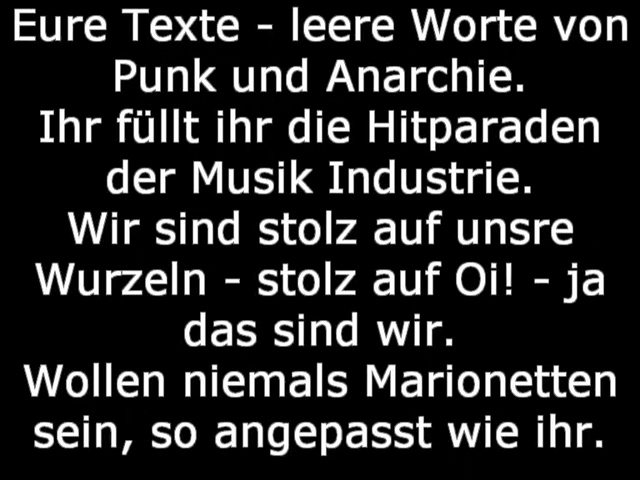 Eure Texte - leere Worte von
Punk und Anarchie.
Ihr füllt ihr die Hitparaden
der Musik Industrie.
Wir sind stolz auf unsre
Wurzeln - stolz auf Oi! - ja
das sind wir.
Wollen niemals Marionetten
sein, so angepasst wie ihr.